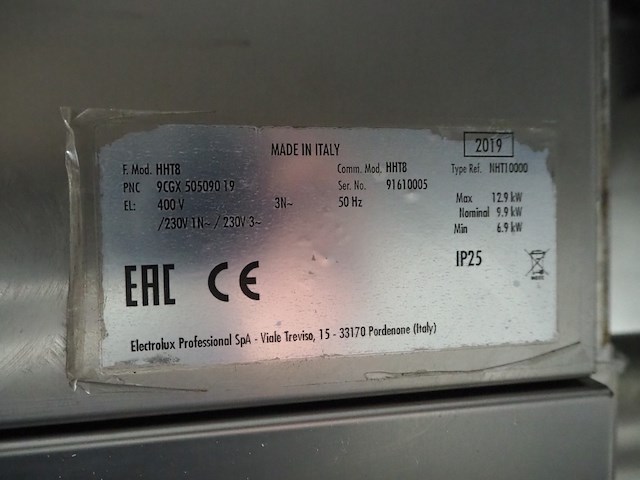 MADE IN ITALY
2019
F. Mod. HHT8 Comm. Mod. HHT8 Type Ref. NHT10000
PNC 9CGX 505090 19 Ser. No. 91610005
EL: 400 V 3N~ 50 Hz Max 12.9 kW
/230V 1N~/230V 3~ Nominal 9.9 kW
Min 6.9 kW
IP25
EAC CE
Electrolux Professional SpA - Viale Treviso, 15 - 33170 Pordenone (Italy)